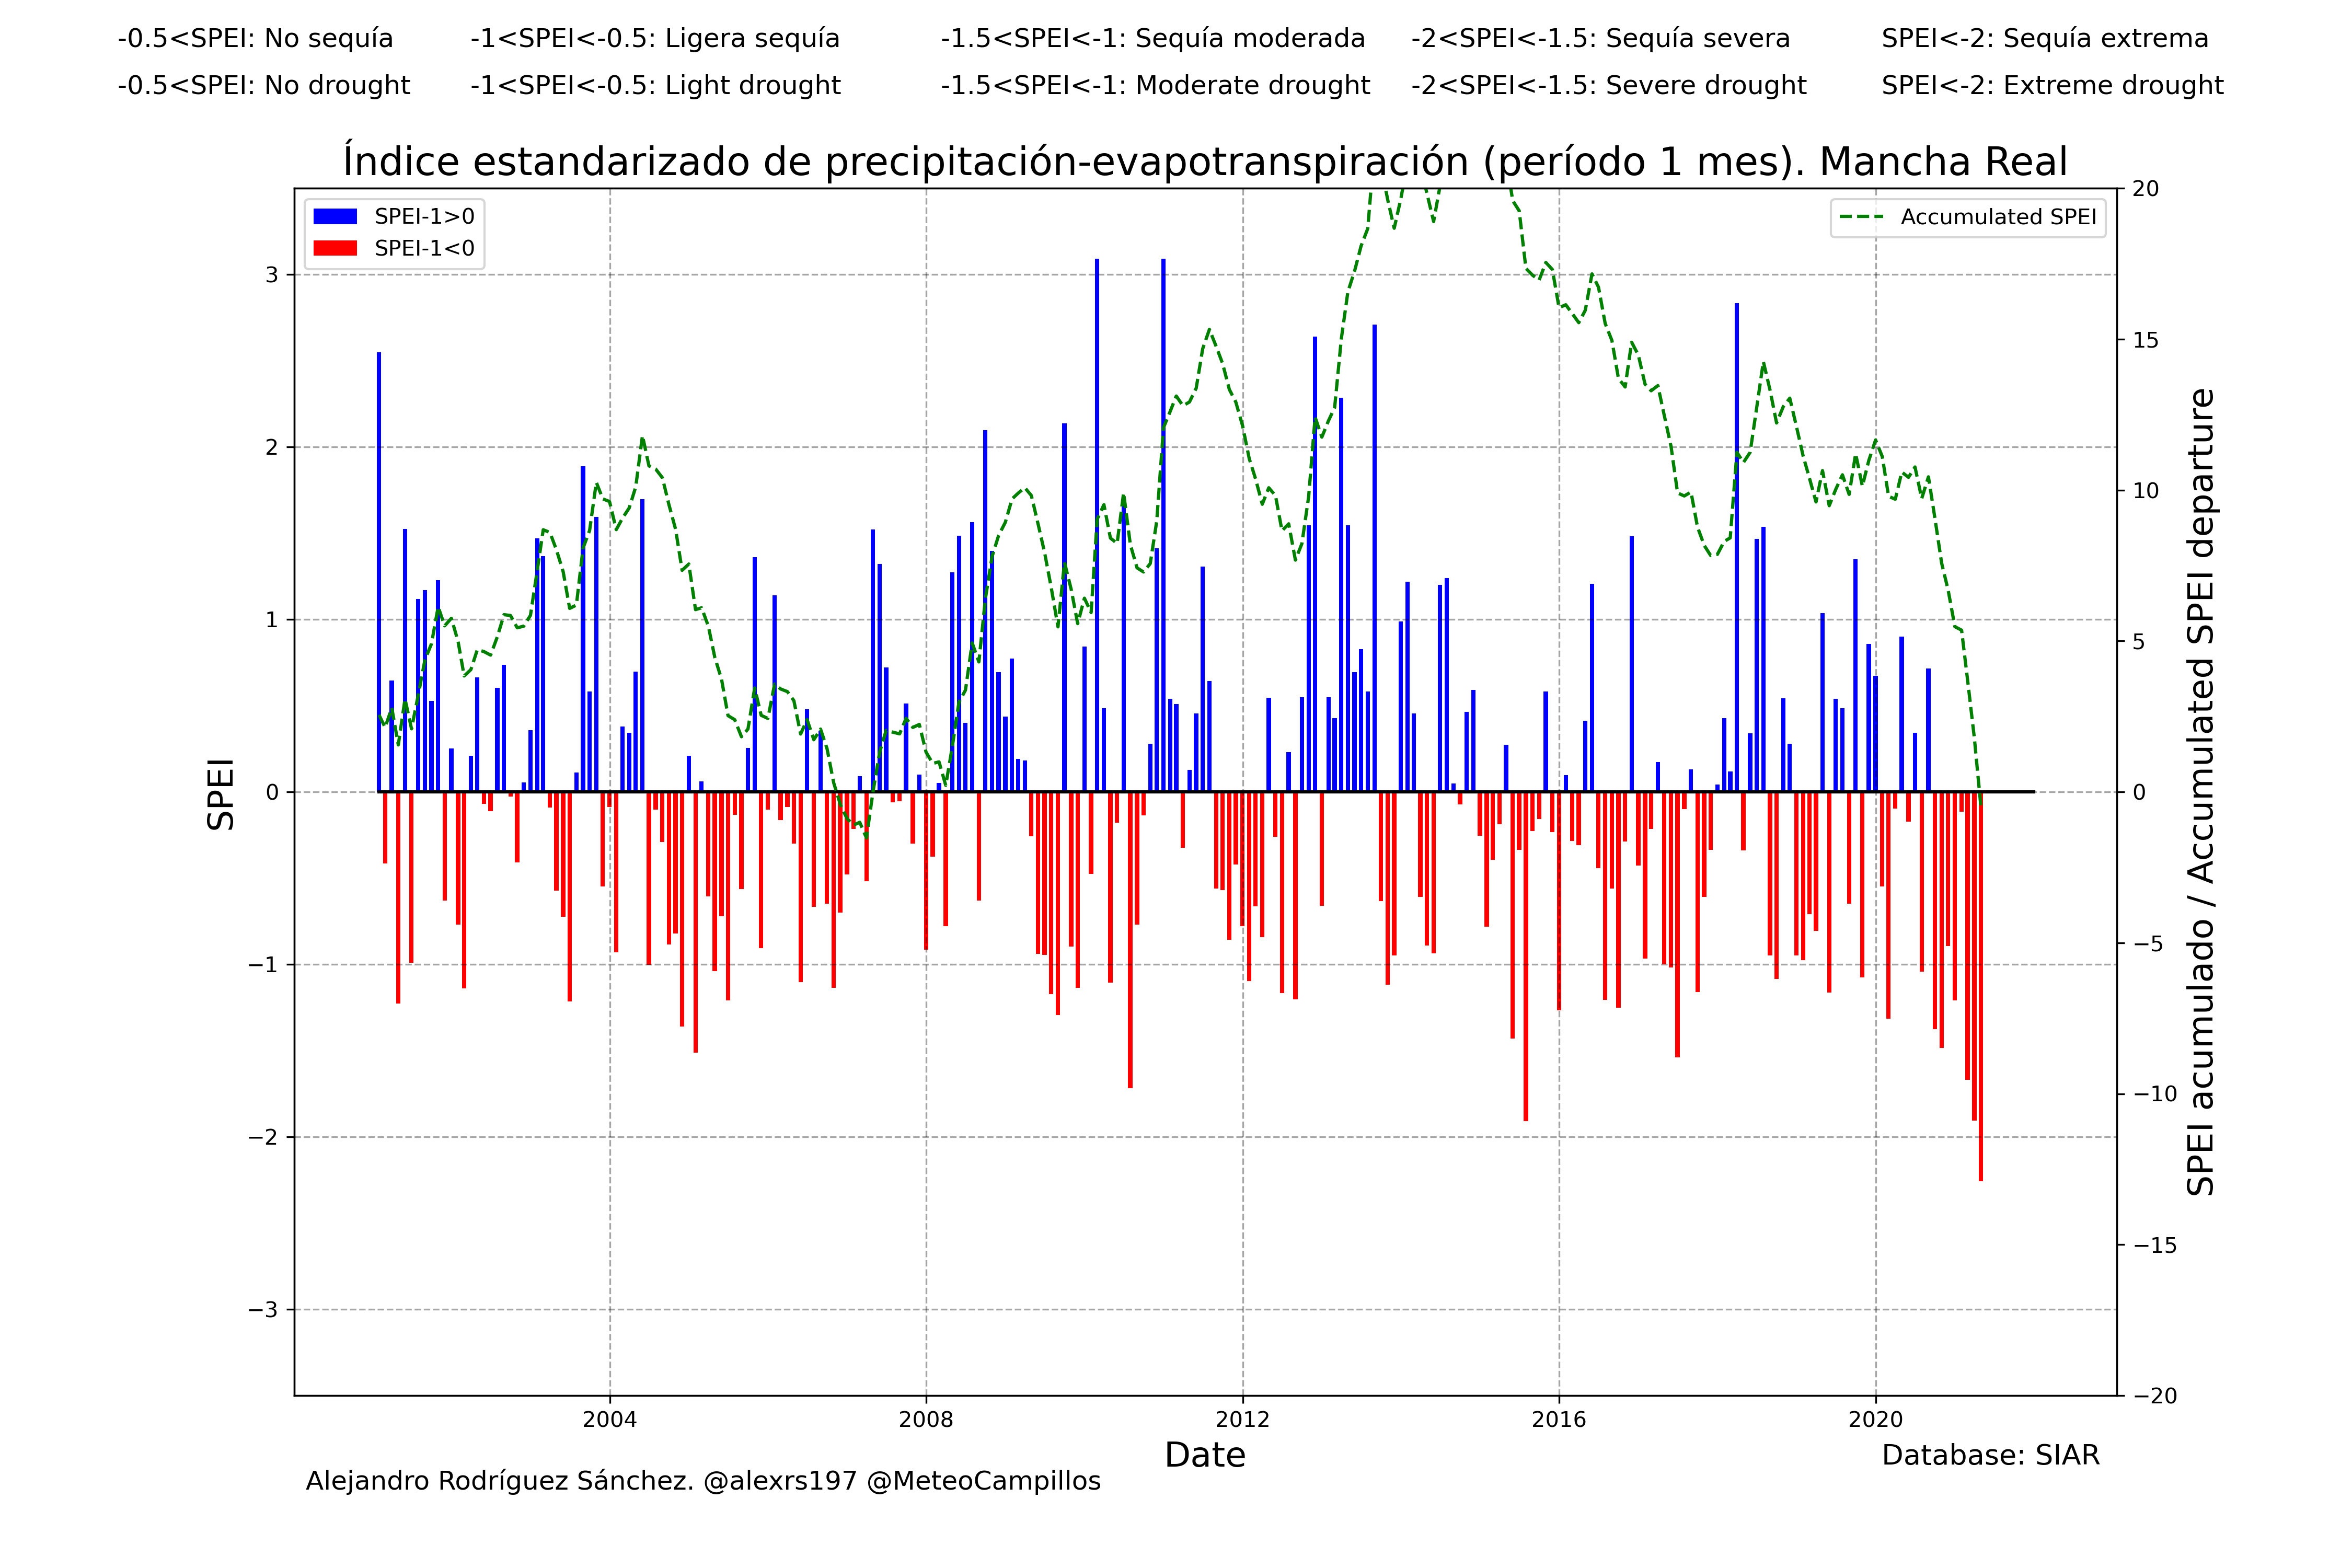 -0.5<SPEI: No sequía -1<SPEI<-0.5: Ligera sequía -1.5<SPEI<-1: Sequía moderada -2<SPEI<-1.5: Sequía severa SPEI<-2: Sequía extrema
-0.5<SPEI: No drought -1<SPEI<-0.5: Light drought -1.5<SPEI<-1: Moderate drought -2<SPEI<-1.5: Severe drought SPEI<-2: Extreme drought
Índice estandarizado de precipitación-evapotranspiración (período 1 mes). Mancha Real
SPEI-1>0
SPEI-1<0
Accumulated SPEI
SPEI
3
2
1
0
−1
−2
−3
20
15
10
5
0
−5
−10
−15
−20
SPEI acumulado / Accumulated SPEI departure
2004 2008 2012 2016 2020
Date
Database: SIAR
Alejandro Rodríguez Sánchez. @alexrs197 @MeteoCampillos